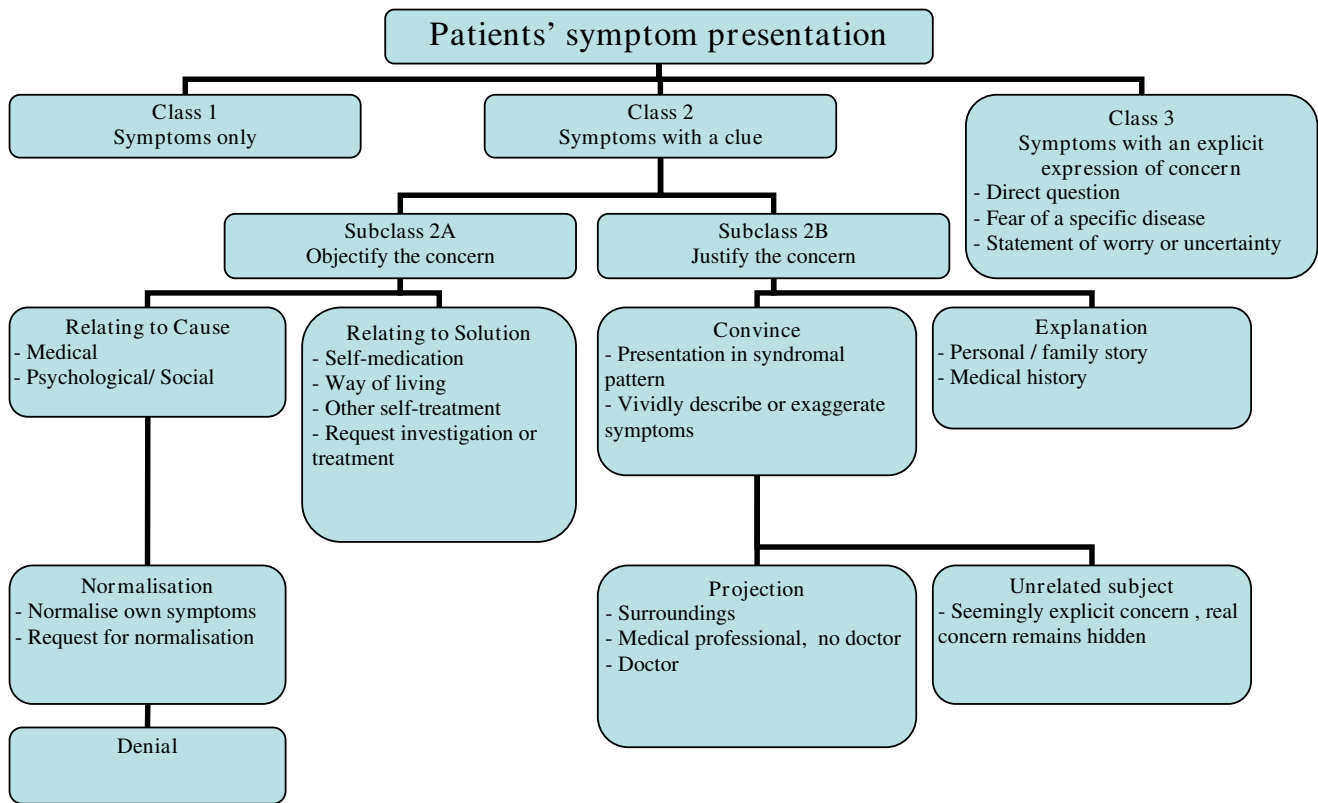 Patients' symptom presentation
Class 1
Symptoms only
Class 2
Symptoms with a clue
Class 3
Symptoms with an explicit
expression of concern
- Direct question
- Fear of a specific disease
- Statement of worry or uncertainty
Subclass 2A
Objectify the concern
Subclass 2B
Justify the concern
Relating to Cause
- Medical
- Psychological/ Social
Relating to Solution
- Self-medication
- Way of living
- Other self-treatment
- Request investigation or
treatment
Convince
- Presentation in syndromal
pattern
- Vividly describe or exaggerate
symptoms
Explanation
- Personal / family story
- Medical history
Normalisation
- Normalise own symptoms
- Request for normalisation
Projection
- Surroundings
- Medical professional, no doctor
- Doctor
Unrelated subject
- Seemingly explicit concern , real
concern remains hidden
Denial